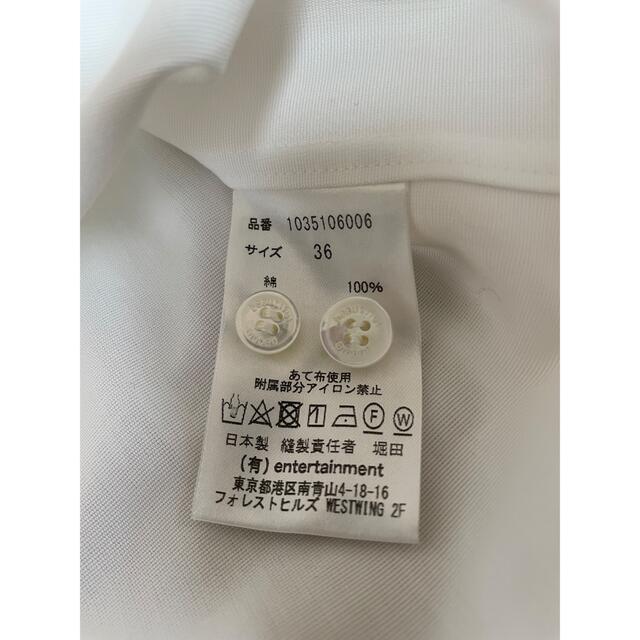 品番 1035106006
サイズ 36
綿 100%
あて布使用
附属部分アイロン禁止
F W
日本製 縫製責任者 堀田
(有) entertainment
東京都港区南青山4-18-16
フォレストヒルズ WESTWING 2F